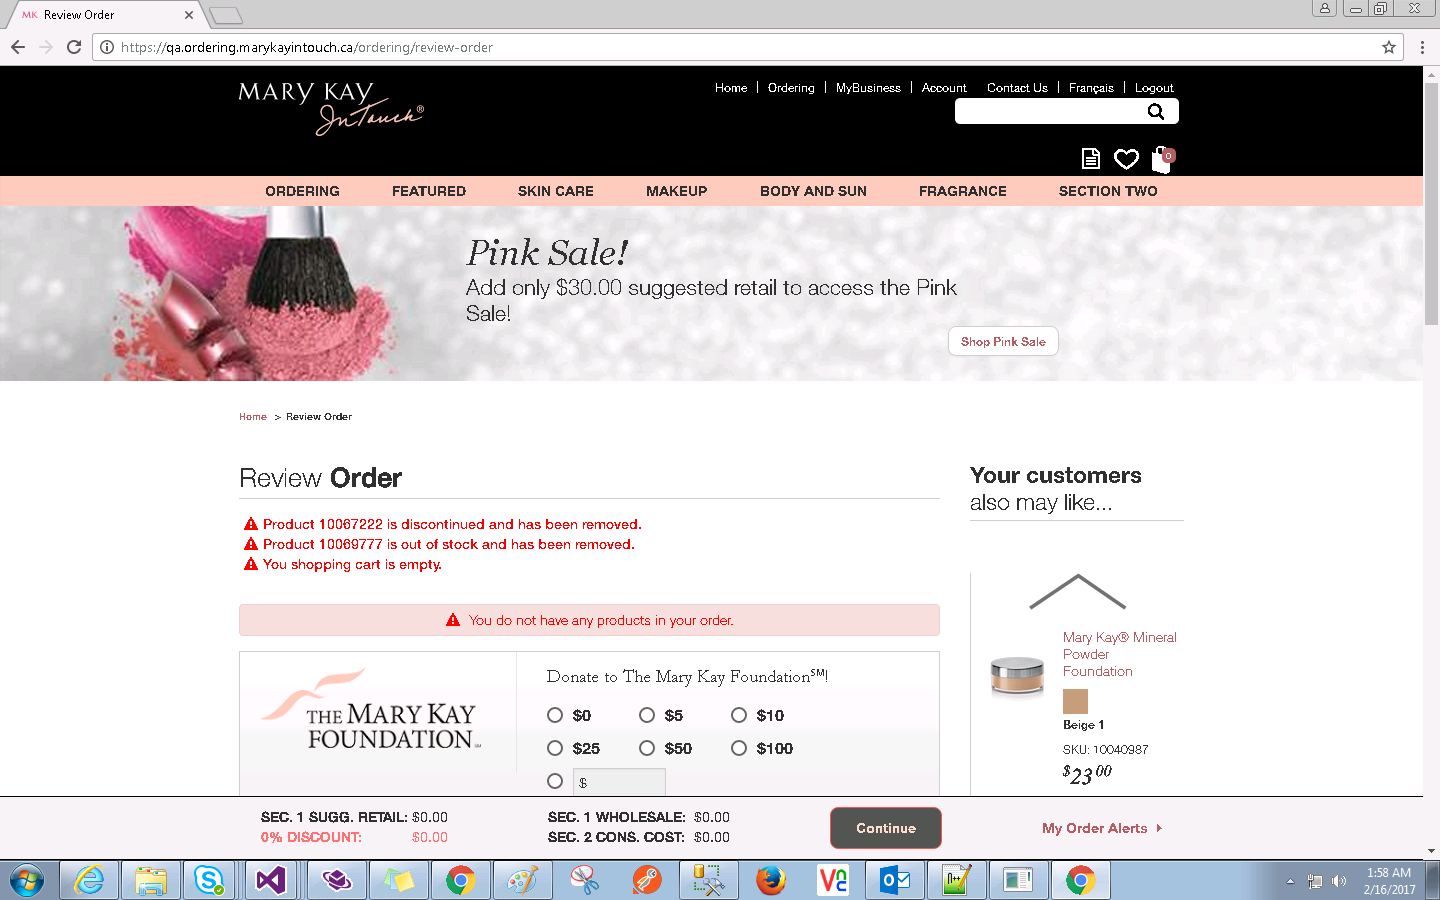 MK Review Order
https://qa.ordering.marykayintouch.ca/ordering/review-order
MARY KAY
InTouch®
Home | Ordering | MyBusiness | Account Contact Us | Français | Logout
0
ORDERING FEATURED SKIN CARE MAKEUP BODY AND SUN FRAGRANCE SECTION TWO
Pink Sale!
Add only $30.00 suggested retail to access the Pink
Sale!
Shop Pink Sale
Home > Review Order
Review Order
Product 10067222 is discontinued and has been removed.
Product 10069777 is out of stock and has been removed.
You shopping cart is empty.
You do not have any products in your order.
THE MARY KAY
FOUNDATION℠
Donate to The Mary Kay Foundation℠!
$0 $5 $10
$25 $50 $100
$
Your customers
also may like...
Mary Kay® Mineral
Powder
Foundation
Beige 1
SKU: 10040987
$23 00
SEC. 1 SUGG. RETAIL: $0.00 SEC. 1 WHOLESALE: $0.00
0% DISCOUNT: $0.00 SEC. 2 CONS. COST: $0.00
Continue
My Order Alerts
1:58 AM
2/16/2017